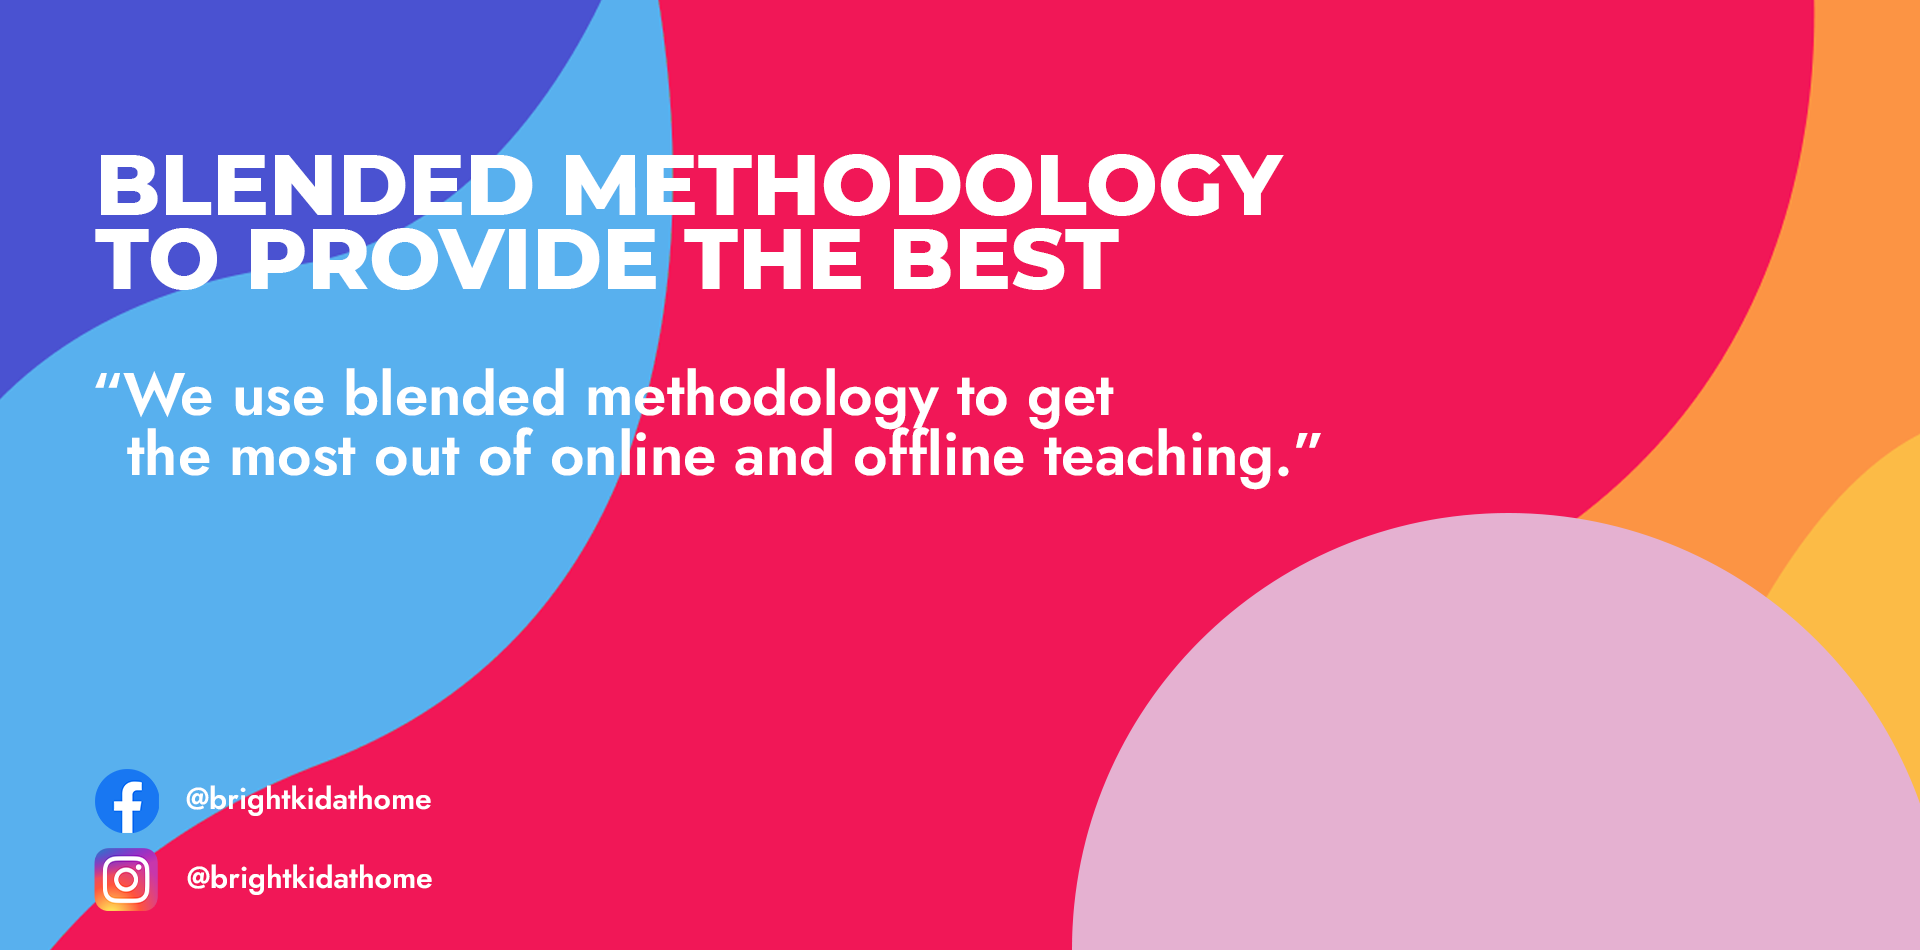 BLENDED METHODOLOGY
TO PROVIDE THE BEST
“We use blended methodology to get
the most out of online and offline teaching.”
@brightkidathome
@brightkidathome